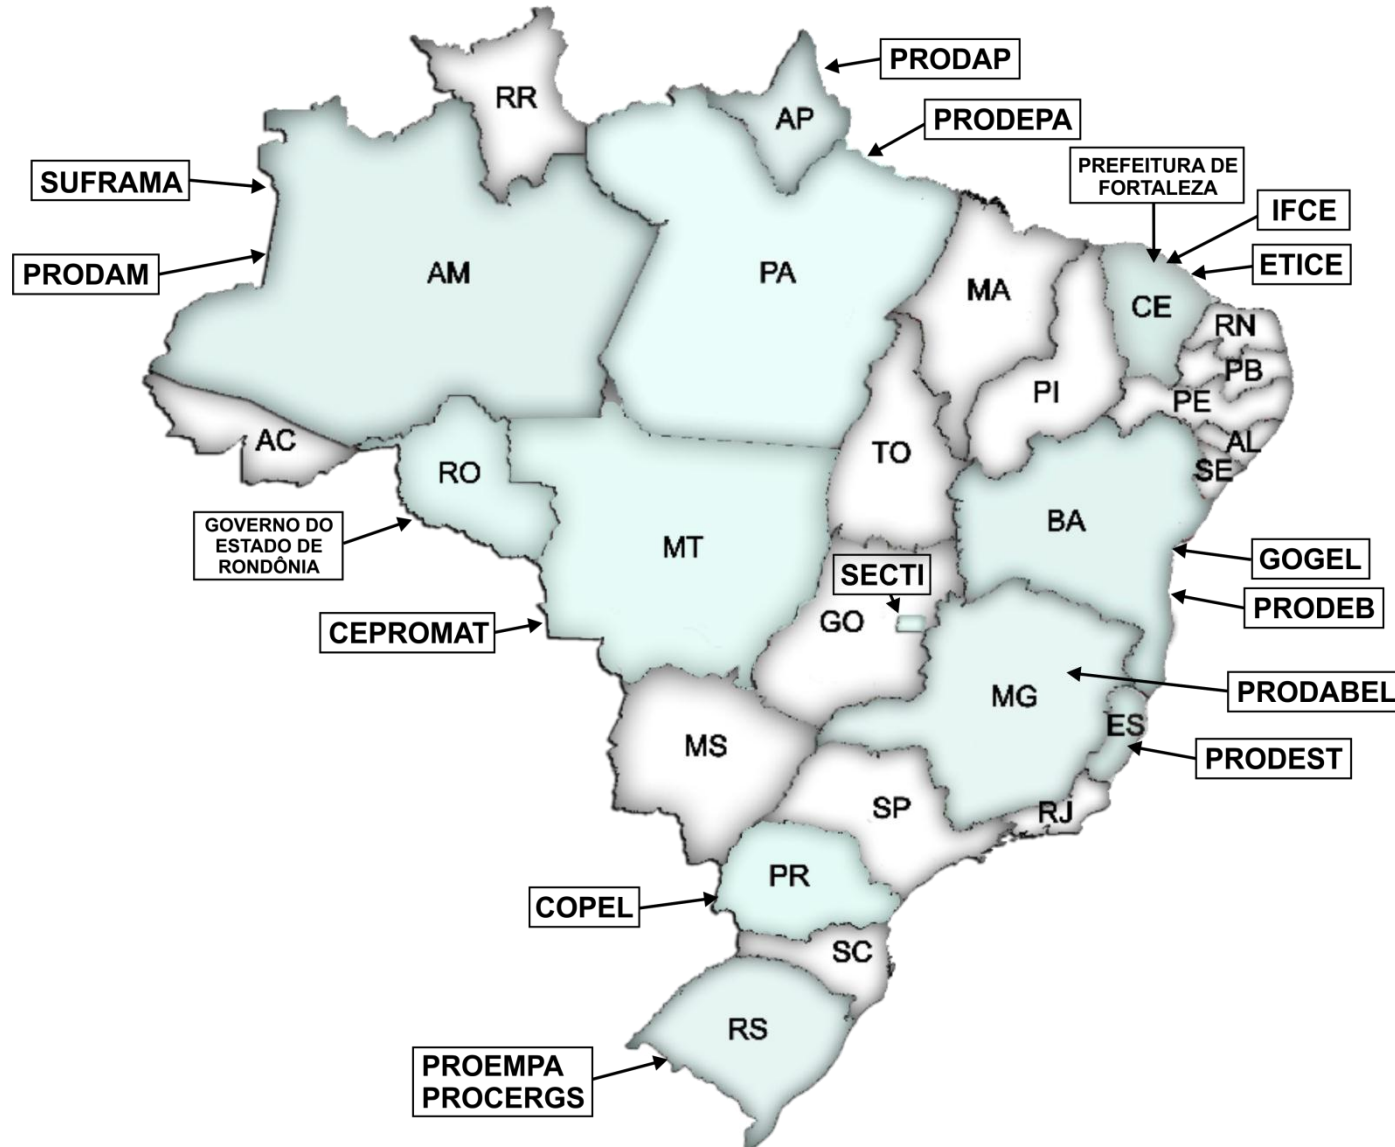 PRODAP
RR
AP
PRODEPA
PREFEITURA DE
FORTALEZA
SUFRAMA
IFCE
PRODAM
AM
PA
MA
ETICE
CE
RN
PB
PI
PE
AC
TO
AL
RO
SE
GOVERNO DO
ESTADO DE
RONDÔNIA
MT
BA
SECTI
GOGEL
CEPROMAT
GO
PRODEB
MG
PRODABEL
ES
MS
PRODEST
SP
RJ
PR
COPEL
SC
RS
PROEMPA
PROCERGS